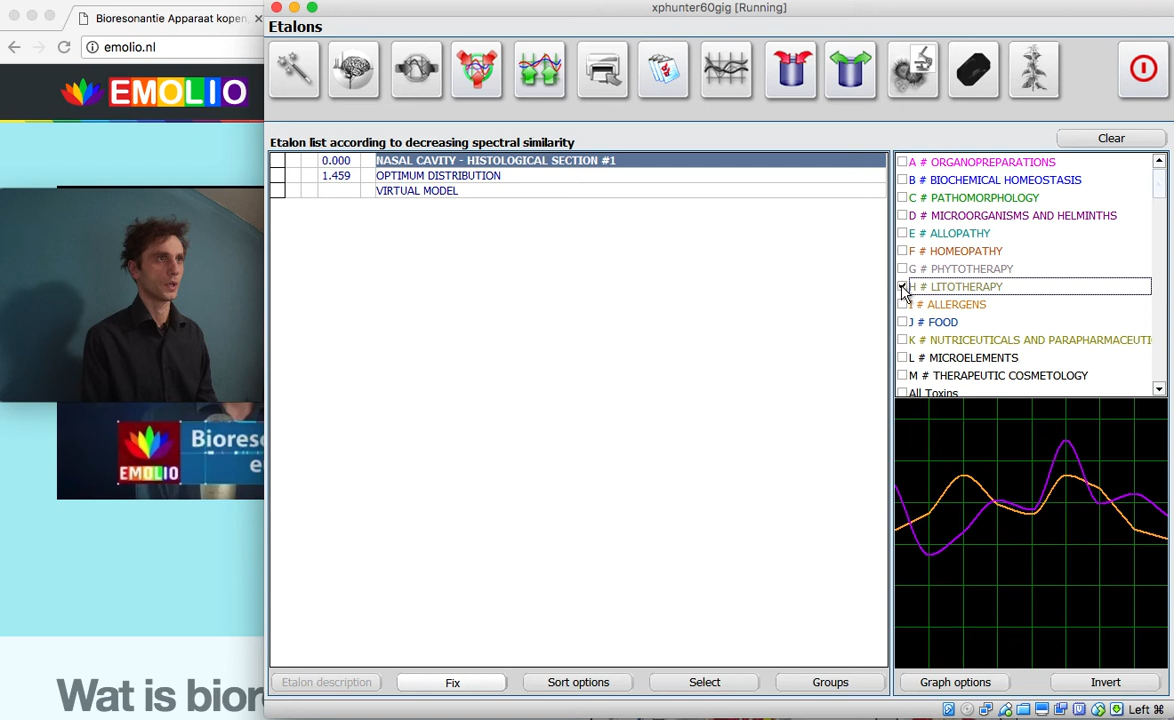 Bioresonantie Apparaat kopen,
emolio.nl
EMOLIO
Biores
e
EMOLIO
Wat is bior
xphunter60gig [Running]
Etalons
Clear
Etalon list according to decreasing spectral similarity
0.000 NASAL CAVITY - HISTOLOGICAL SECTION #1
1.459 OPTIMUM DISTRIBUTION
VIRTUAL MODEL
A # ORGANOPREPARATIONS
B # BIOCHEMICAL HOMEOSTASIS
C # PATHOMORPHOLOGY
D # MICROORGANISMS AND HELMINTHS
E # ALLOPATHY
F # HOMEOPATHY
G # PHYTOTHERAPY
H # LITOTHERAPY
I # ALLERGENS
J # FOOD
K # NUTRICEUTICALS AND PARAPHARMACEUTI
L # MICROELEMENTS
M # THERAPEUTIC COSMETOLOGY
All Toxins
Etalon description
Fix
Sort options
Select
Groups
Graph options
Invert
Left ⌘